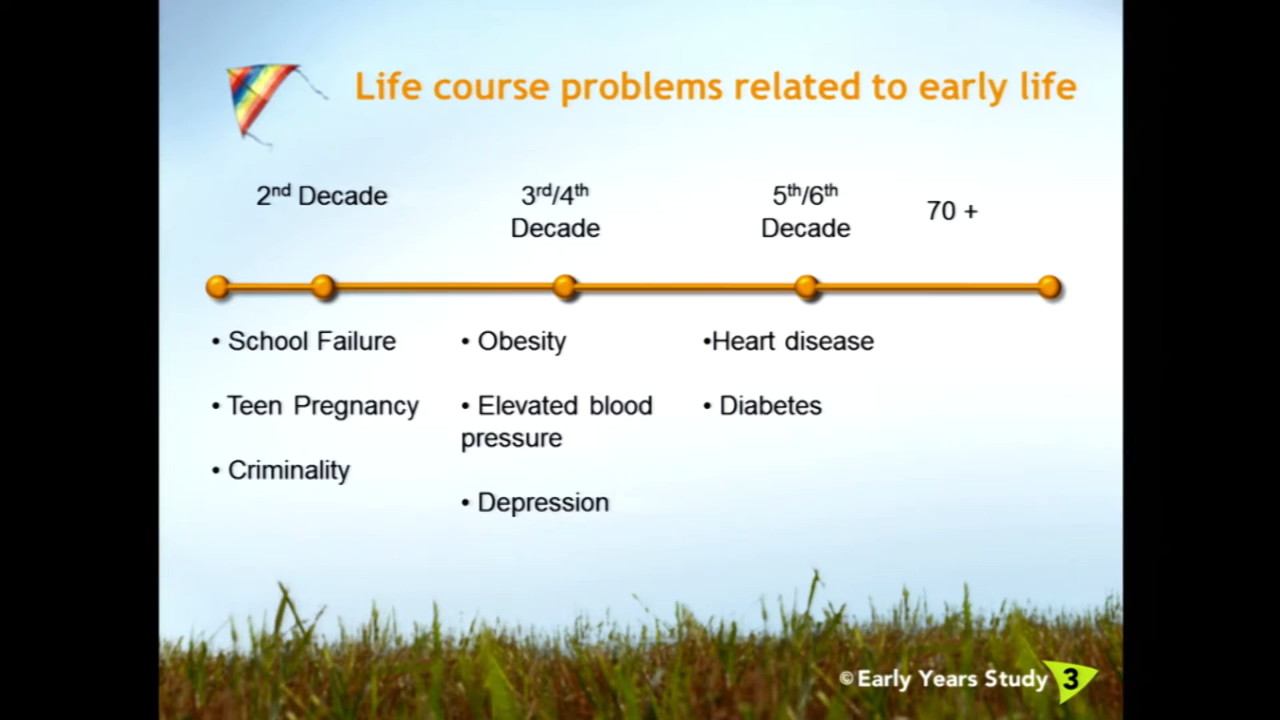 Life course problems related to early life
2nd Decade
3rd/4th
Decade
5th/6th
Decade
70 +
• School Failure
• Teen Pregnancy
• Criminality
• Obesity
• Elevated blood
pressure
• Depression
•Heart disease
• Diabetes
© Early Years Study 3